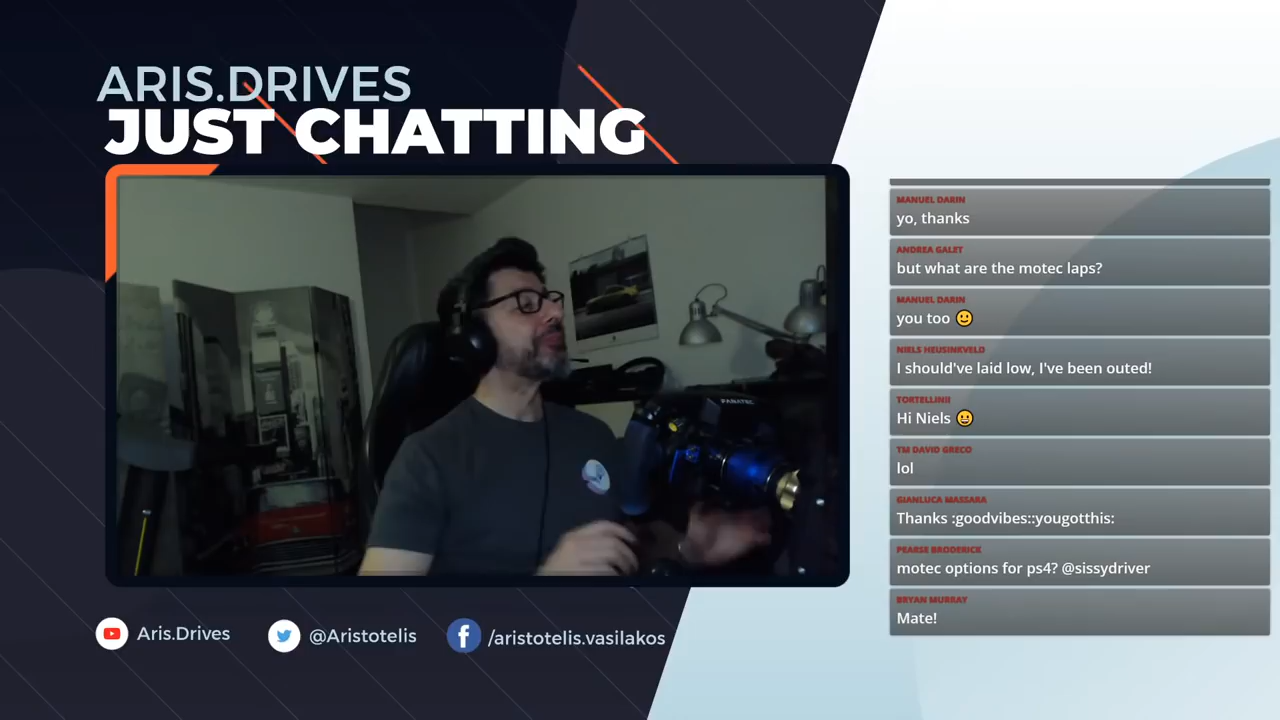 ARIS.DRIVES
JUST CHATTING
FANATEC
MANUEL DARIN
yo, thanks
ANDREA GALET
but what are the motec laps?
MANUEL DARIN
you too 🙂
NIELS HEUSINKVELD
I should've laid low, I've been outed!
TORTELLINII
Hi Niels 😀
TM DAVID GRECO
lol
GIANLUCA MASSARA
Thanks :goodvibes::yougotthis:
PEARSE BRODERICK
motec options for ps4? @sissydriver
BRYAN MURRAY
Mate!
Aris.Drives
@Aristotelis
/aristotelis.vasilakos